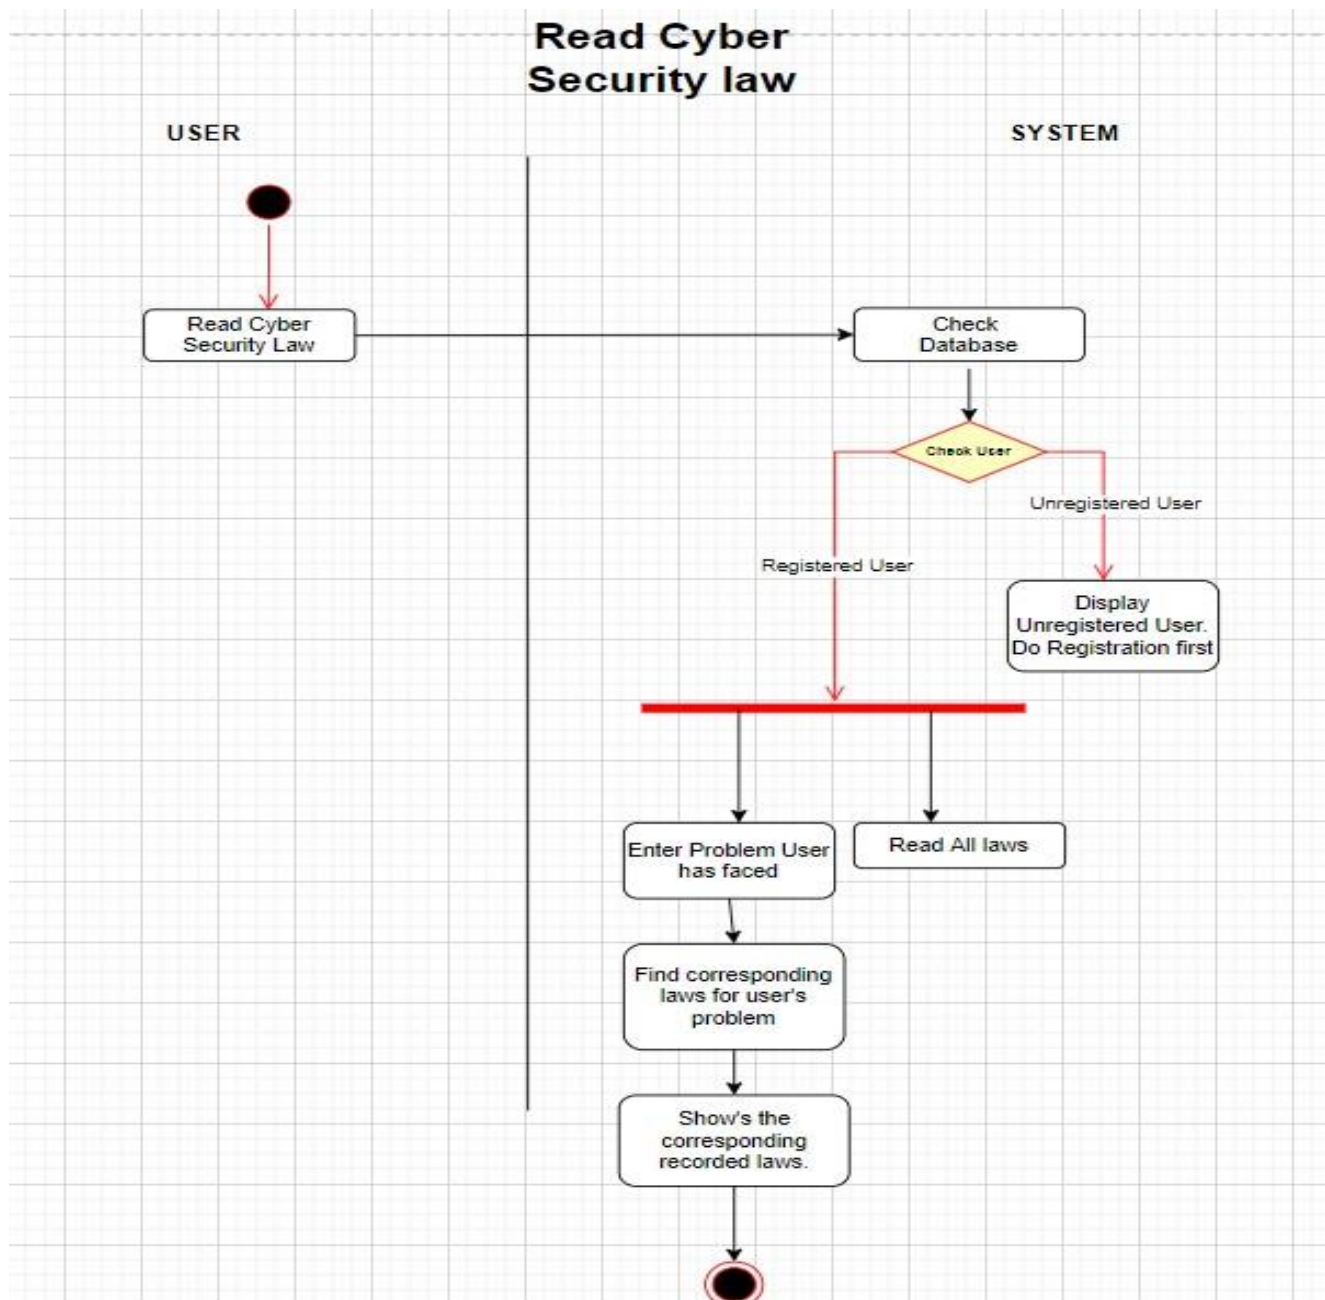 Read Cyber
Security law
USER
SYSTEM
Read Cyber
Security Law
Check
Database
Check User
Unregistered User
Registered User
Display
Unregistered User.
Do Registration first
Enter Problem User
has faced
Read All laws
Find corresponding
laws for user's
problem
Show's the
corresponding
recorded laws.